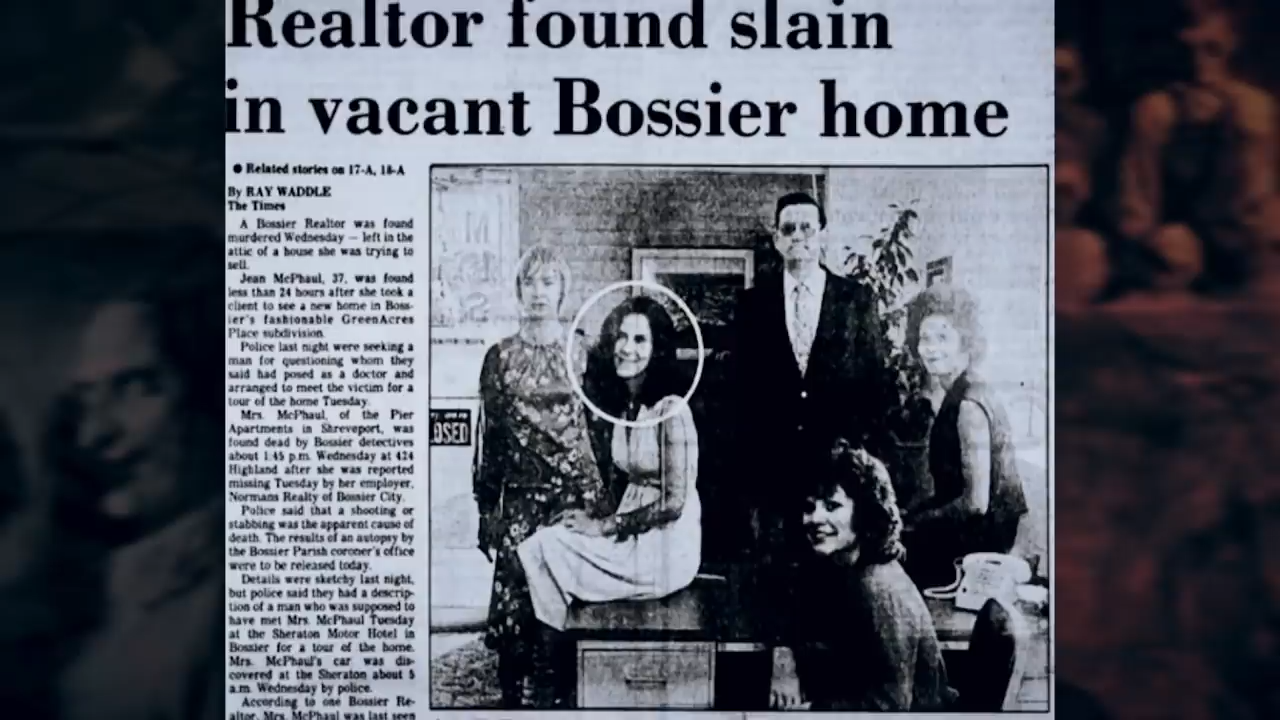 Realtor found slain
in vacant Bossier home
● Related stories on 17-A, 18-A
By RAY WADDLE
The Times
A Bossier Realtor was found
murdered Wednesday — left in the
attic of a house she was trying to
sell.
Jean McPhaul, 37, was found
less than 24 hours after she took a
client to see a new home in Boss-
ier's fashionable GreenAcres
Place subdivision.
Police last night were seeking a
man for questioning whom they
said had posed as a doctor and
arranged to meet the victim for a
tour of the home Tuesday.
Mrs. McPhaul, of the Pier
Apartments in Shreveport, was
found dead by Bossier detectives
about 1:45 p.m. Wednesday at 424
Highland after she was reported
missing Tuesday by her employer,
Normans Realty of Bossier City.
Police said that a shooting or
stabbing was the apparent cause of
death. The results of an autopsy by
the Bossier Parish coroner's office
were to be released today.
Details were sketchy last night,
but police said they had a descrip-
tion of a man who was supposed to
have met Mrs. McPhaul Tuesday
at the Sheraton Motor Hotel in
Bossier for a tour of the home.
Mrs. McPhaul's car was dis-
covered at the Sheraton about 5
a.m. Wednesday by police.
According to one Bossier Re-
altor, Mrs. McPhaul was last seen
OSED